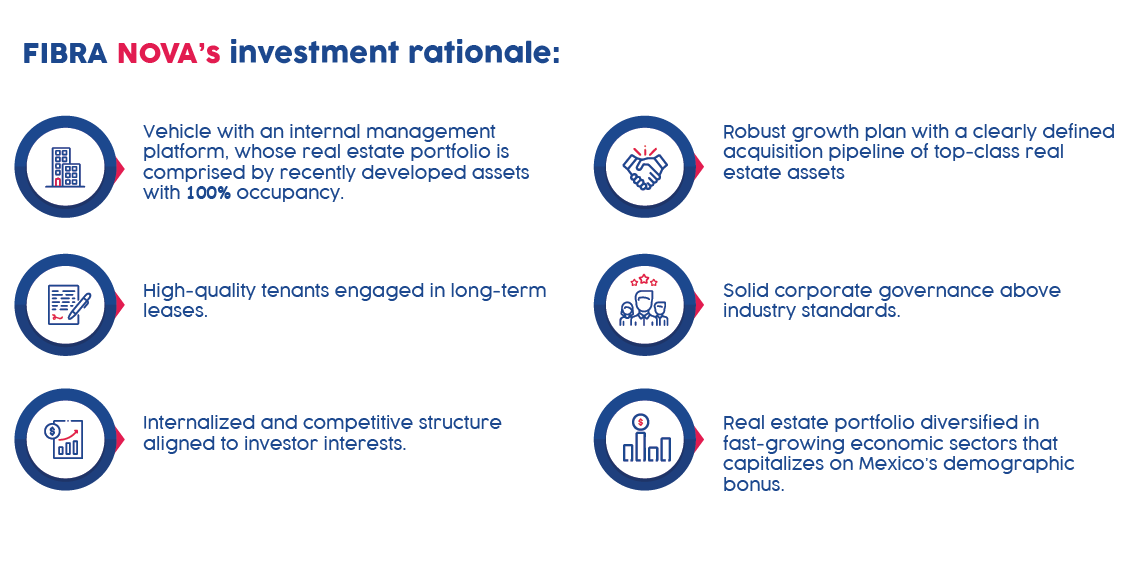 FIBRA NOVA's investment rationale:
Vehicle with an internal management
platform, whose real estate portfolio is
comprised by recently developed assets
with 100% occupancy.
High-quality tenants engaged in long-term
leases.
Internalized and competitive structure
aligned to investor interests.
Robust growth plan with a clearly defined
acquisition pipeline of top-class real
estate assets
Solid corporate governance above
industry standards.
Real estate portfolio diversified in
fast-growing economic sectors that
capitalizes on Mexico's demographic
bonus.
$
$